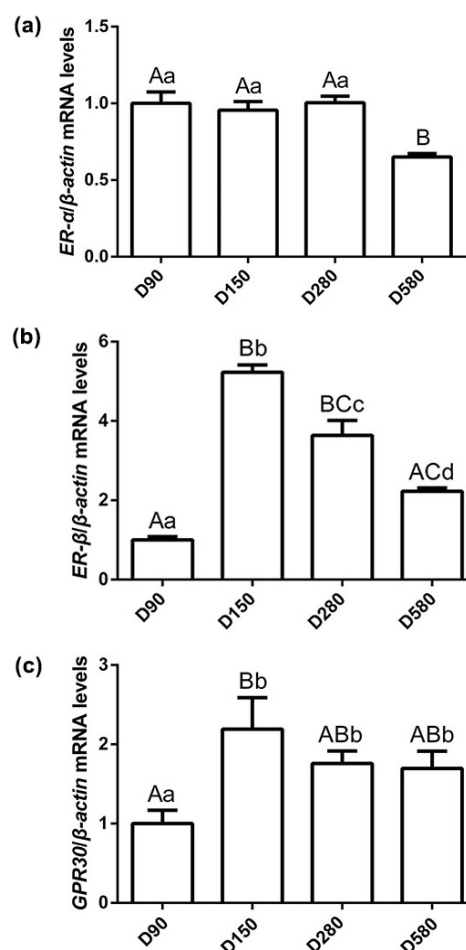 (a)
ER-α/β-actin mRNA levels
1.5
1.0
0.5
0.0
Aa
Aa
Aa
B
D90
D150
D280
D580
(b)
ER-β/β-actin mRNA levels
6
4
2
0
Aa
Bb
BCc
ACd
D90
D150
D280
D580
(c)
GPR30/β-actin mRNA levels
3
2
1
0
Aa
Bb
ABb
ABb
D90
D150
D280
D580